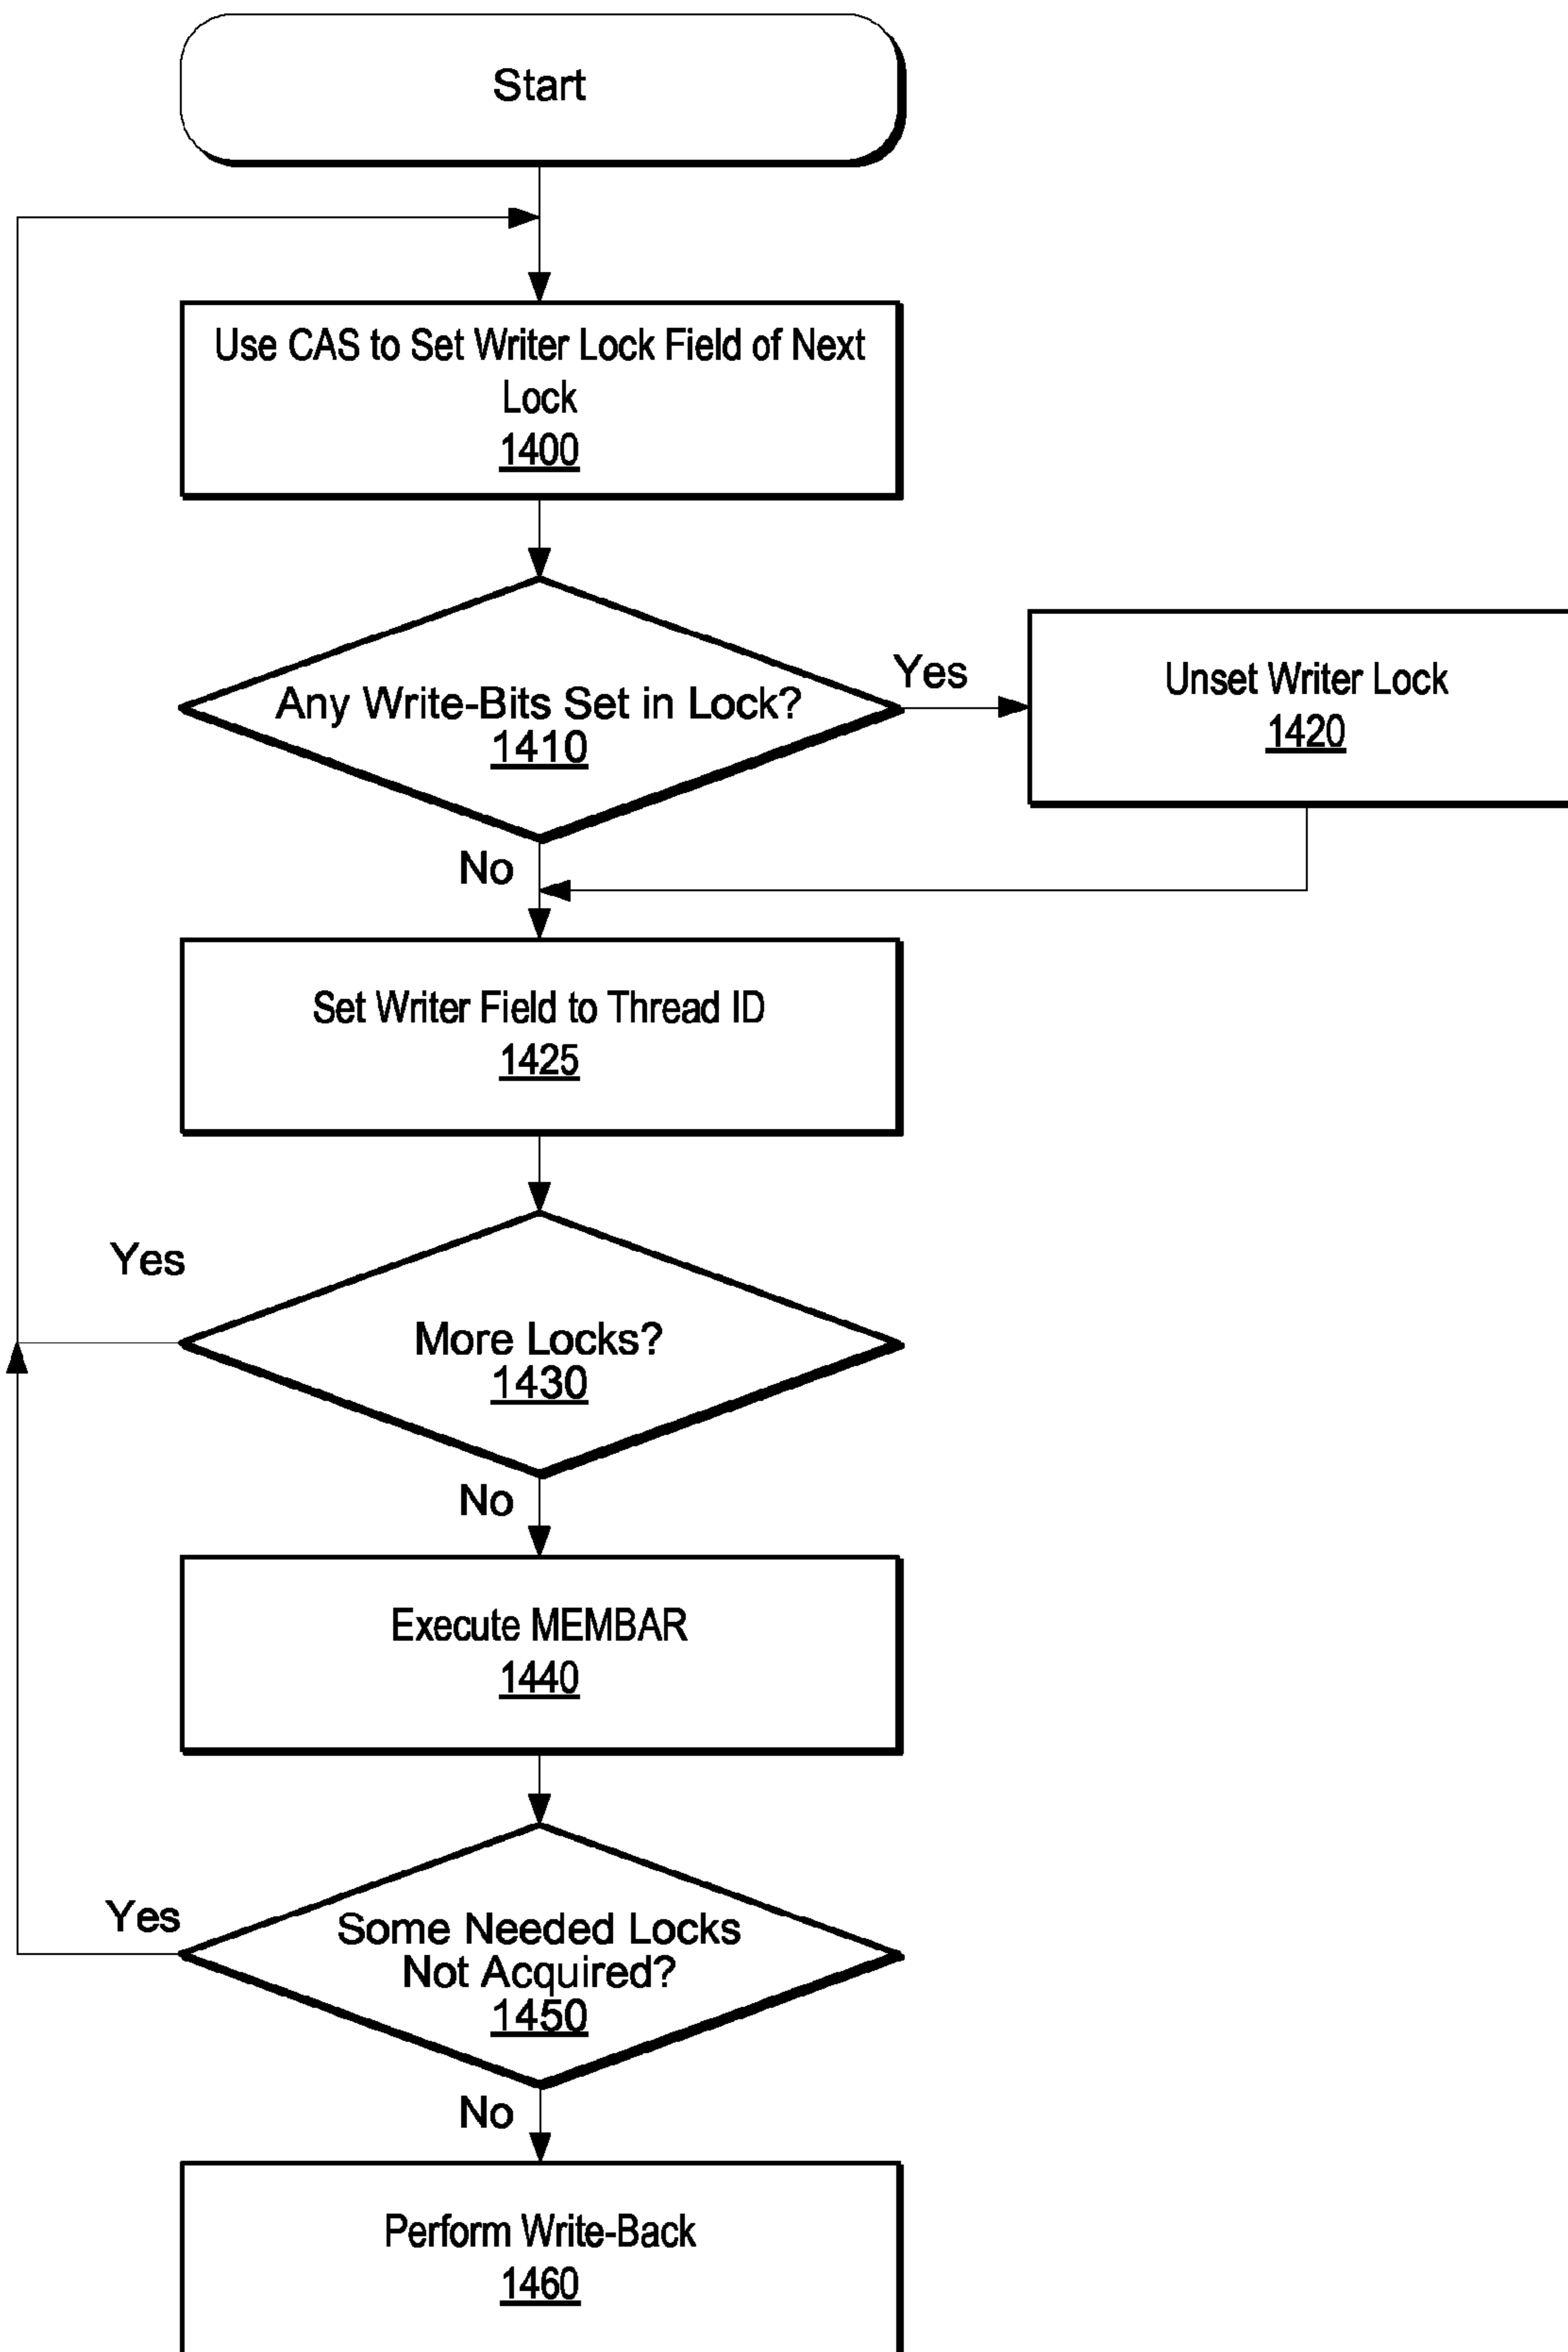 Start
Use CAS to Set Writer Lock Field of Next
Lock
1400
Any Write-Bits Set in Lock?
1410
Yes
Unset Writer Lock
1420
No
Set Writer Field to Thread ID
1425
Yes
More Locks?
1430
No
Execute MEMBAR
1440
Yes
Some Needed Locks
Not Acquired?
1450
No
Perform Write-Back
1460